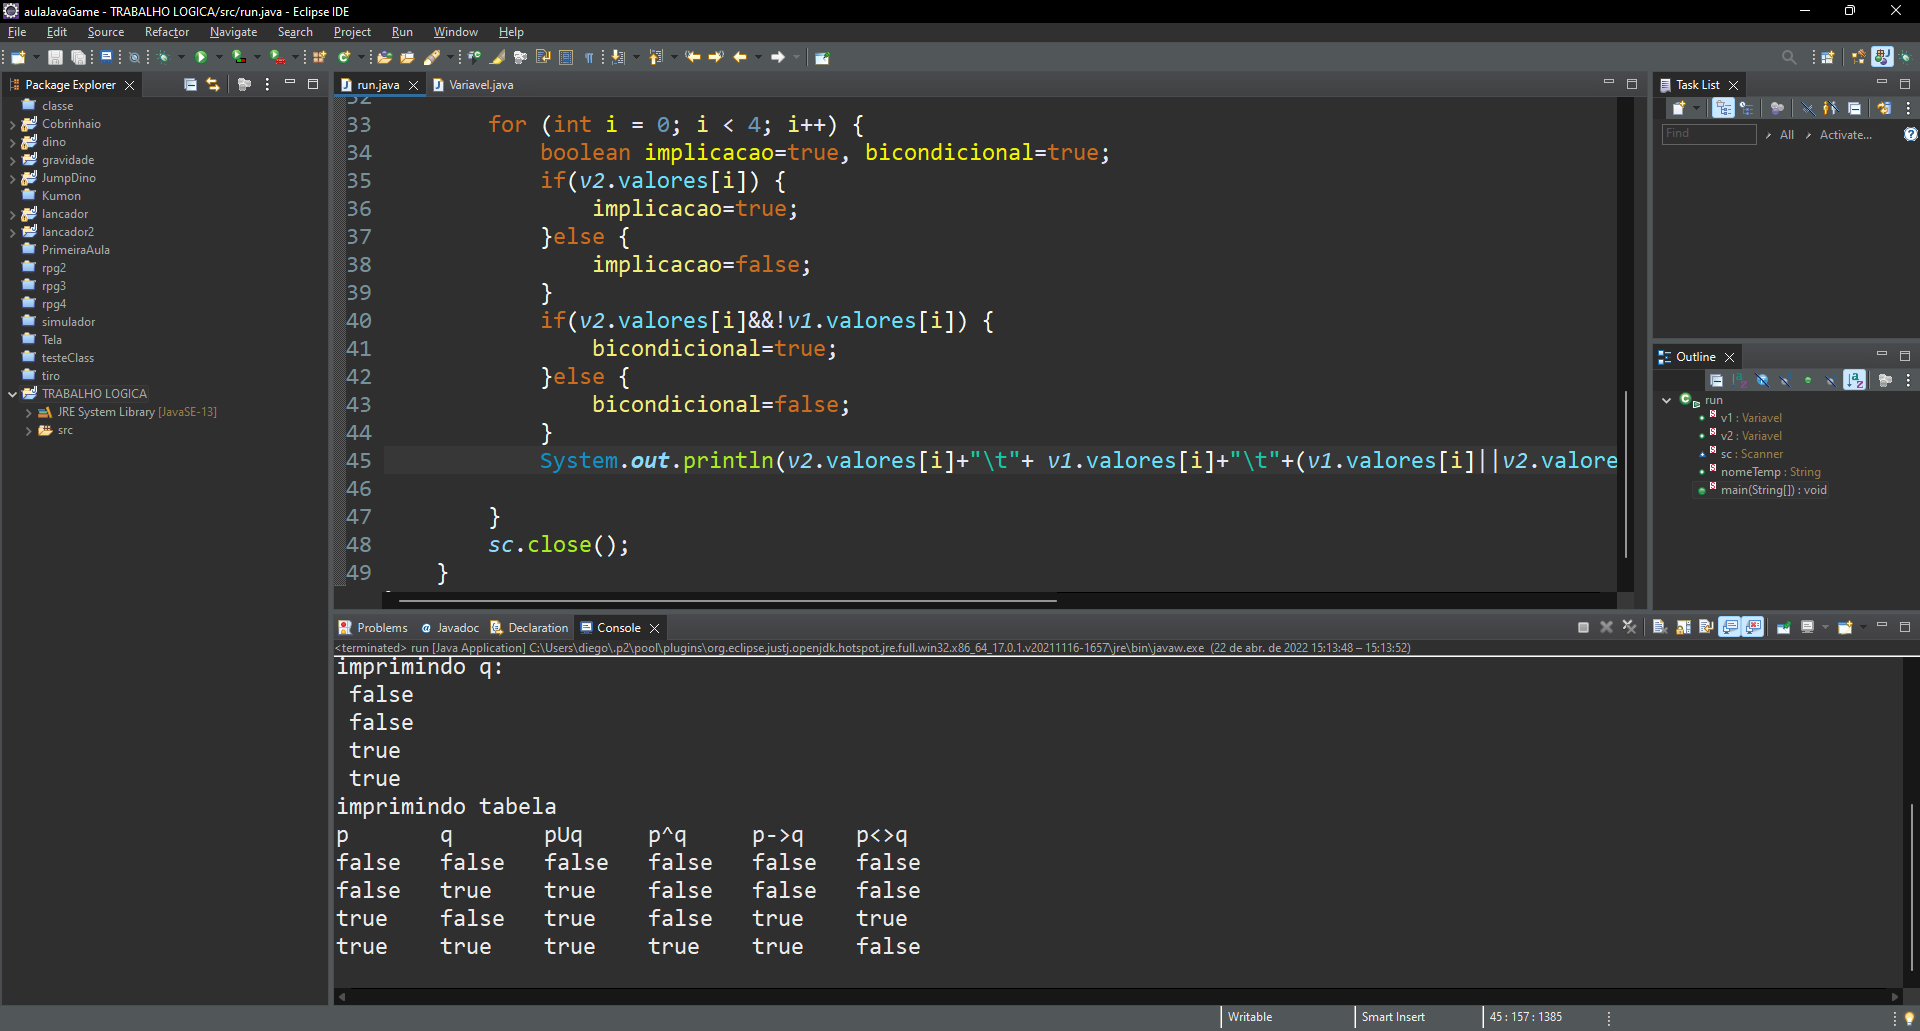 aulaJavaGame - TRABALHO LOGICA/src/run.java - Eclipse IDE
File Edit Source Refactor Navigate Search Project Run Window Help
Package Explorer
classe
Cobrinhaio
dino
gravidade
JumpDino
Kumon
lancador
lancador2
PrimeiraAula
rpg2
rpg3
rpg4
simulador
Tela
testeClass
tiro
TRABALHO LOGICA
JRE System Library [JavaSE-13]
src
run.java
Variavel.java
32
33 for (int i = 0; i < 4; i++) {
34 boolean implicacao=true, bicondicional=true;
35 if(v2.valores[i]) {
36 implicacao=true;
37 }else {
38 implicacao=false;
39 }
40 if(v2.valores[i]&&!v1.valores[i]) {
41 bicondicional=true;
42 }else {
43 bicondicional=false;
44 }
45 System.out.println(v2.valores[i]+"\t"+ v1.valores[i]+"\t"+(v1.valores[i]||v2.valore
46
47 }
48 sc.close();
49 }
Task List
Find All Activate...
Outline
run
v1 : Variavel
v2 : Variavel
sc : Scanner
nomeTemp : String
main(String[]) : void
Problems Javadoc Declaration Console
<terminated> run [Java Application] C:\Users\diego\.p2\pool\plugins\org.eclipse.justj.openjdk.hotspot.jre.full.win32.x86_64_17.0.1.v20211116-1657\jre\bin\javaw.exe (22 de abr. de 2022 15:13:48 – 15:13:52)
imprimindo q:
false
false
true
true
imprimindo tabela
p q pUq p^q p->q p<>q
false false false false false false
false true true false false false
true false true false true true
true true true true true false
Writable Smart Insert 45 : 157 : 1385